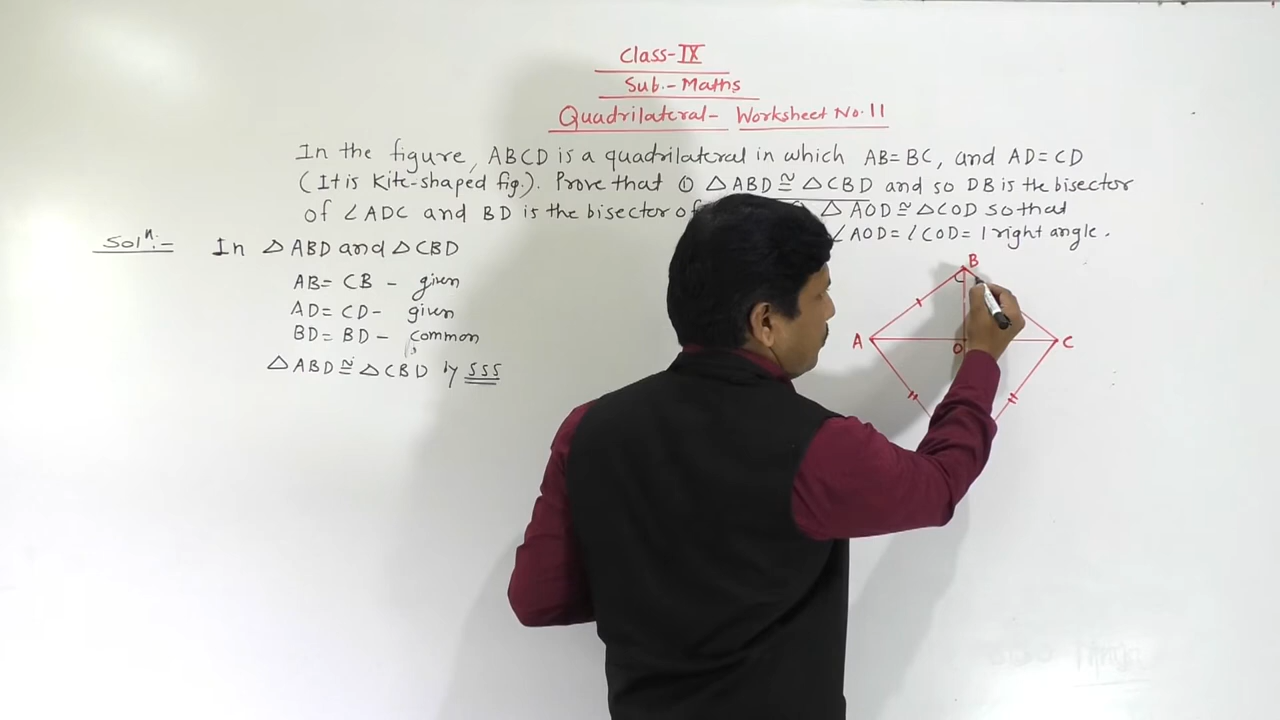 Class-IX
Sub.- Maths
Quadrilateral- Worksheet No. 11
In the figure, ABCD is a quadrilateral in which AB=BC, and AD=CD
(It is Kite-shaped fig.). Prove that ① △ABD≅△CBD and so DB is the bisector
of ∠ADC and BD is the bisector of △AOD≅△COD so that
∠AOD=∠COD=1 right angle.
Solⁿ:- In △ABD and △CBD
AB= CB - given
AD= CD- given
BD= BD - common
△ABD≅△CBD by SSS
B
A
O
C